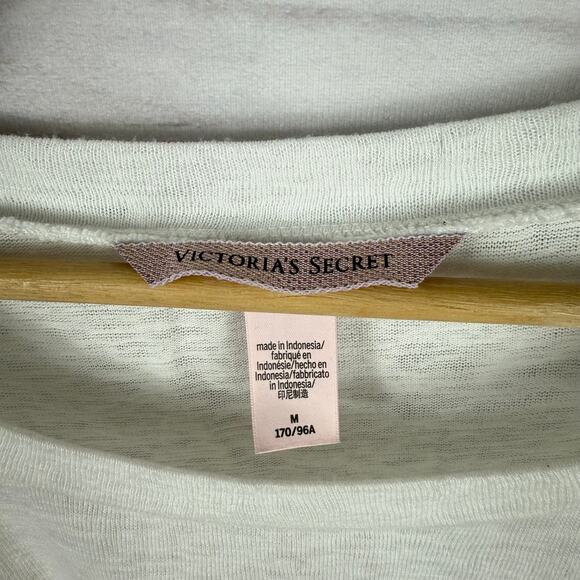 VICTORIA'S SECRET
made in Indonesia/
fabriqué en
Indonésie/hecho en
Indonesia/fabbricato
in Indonesia/
印尼制造
M
170/96A